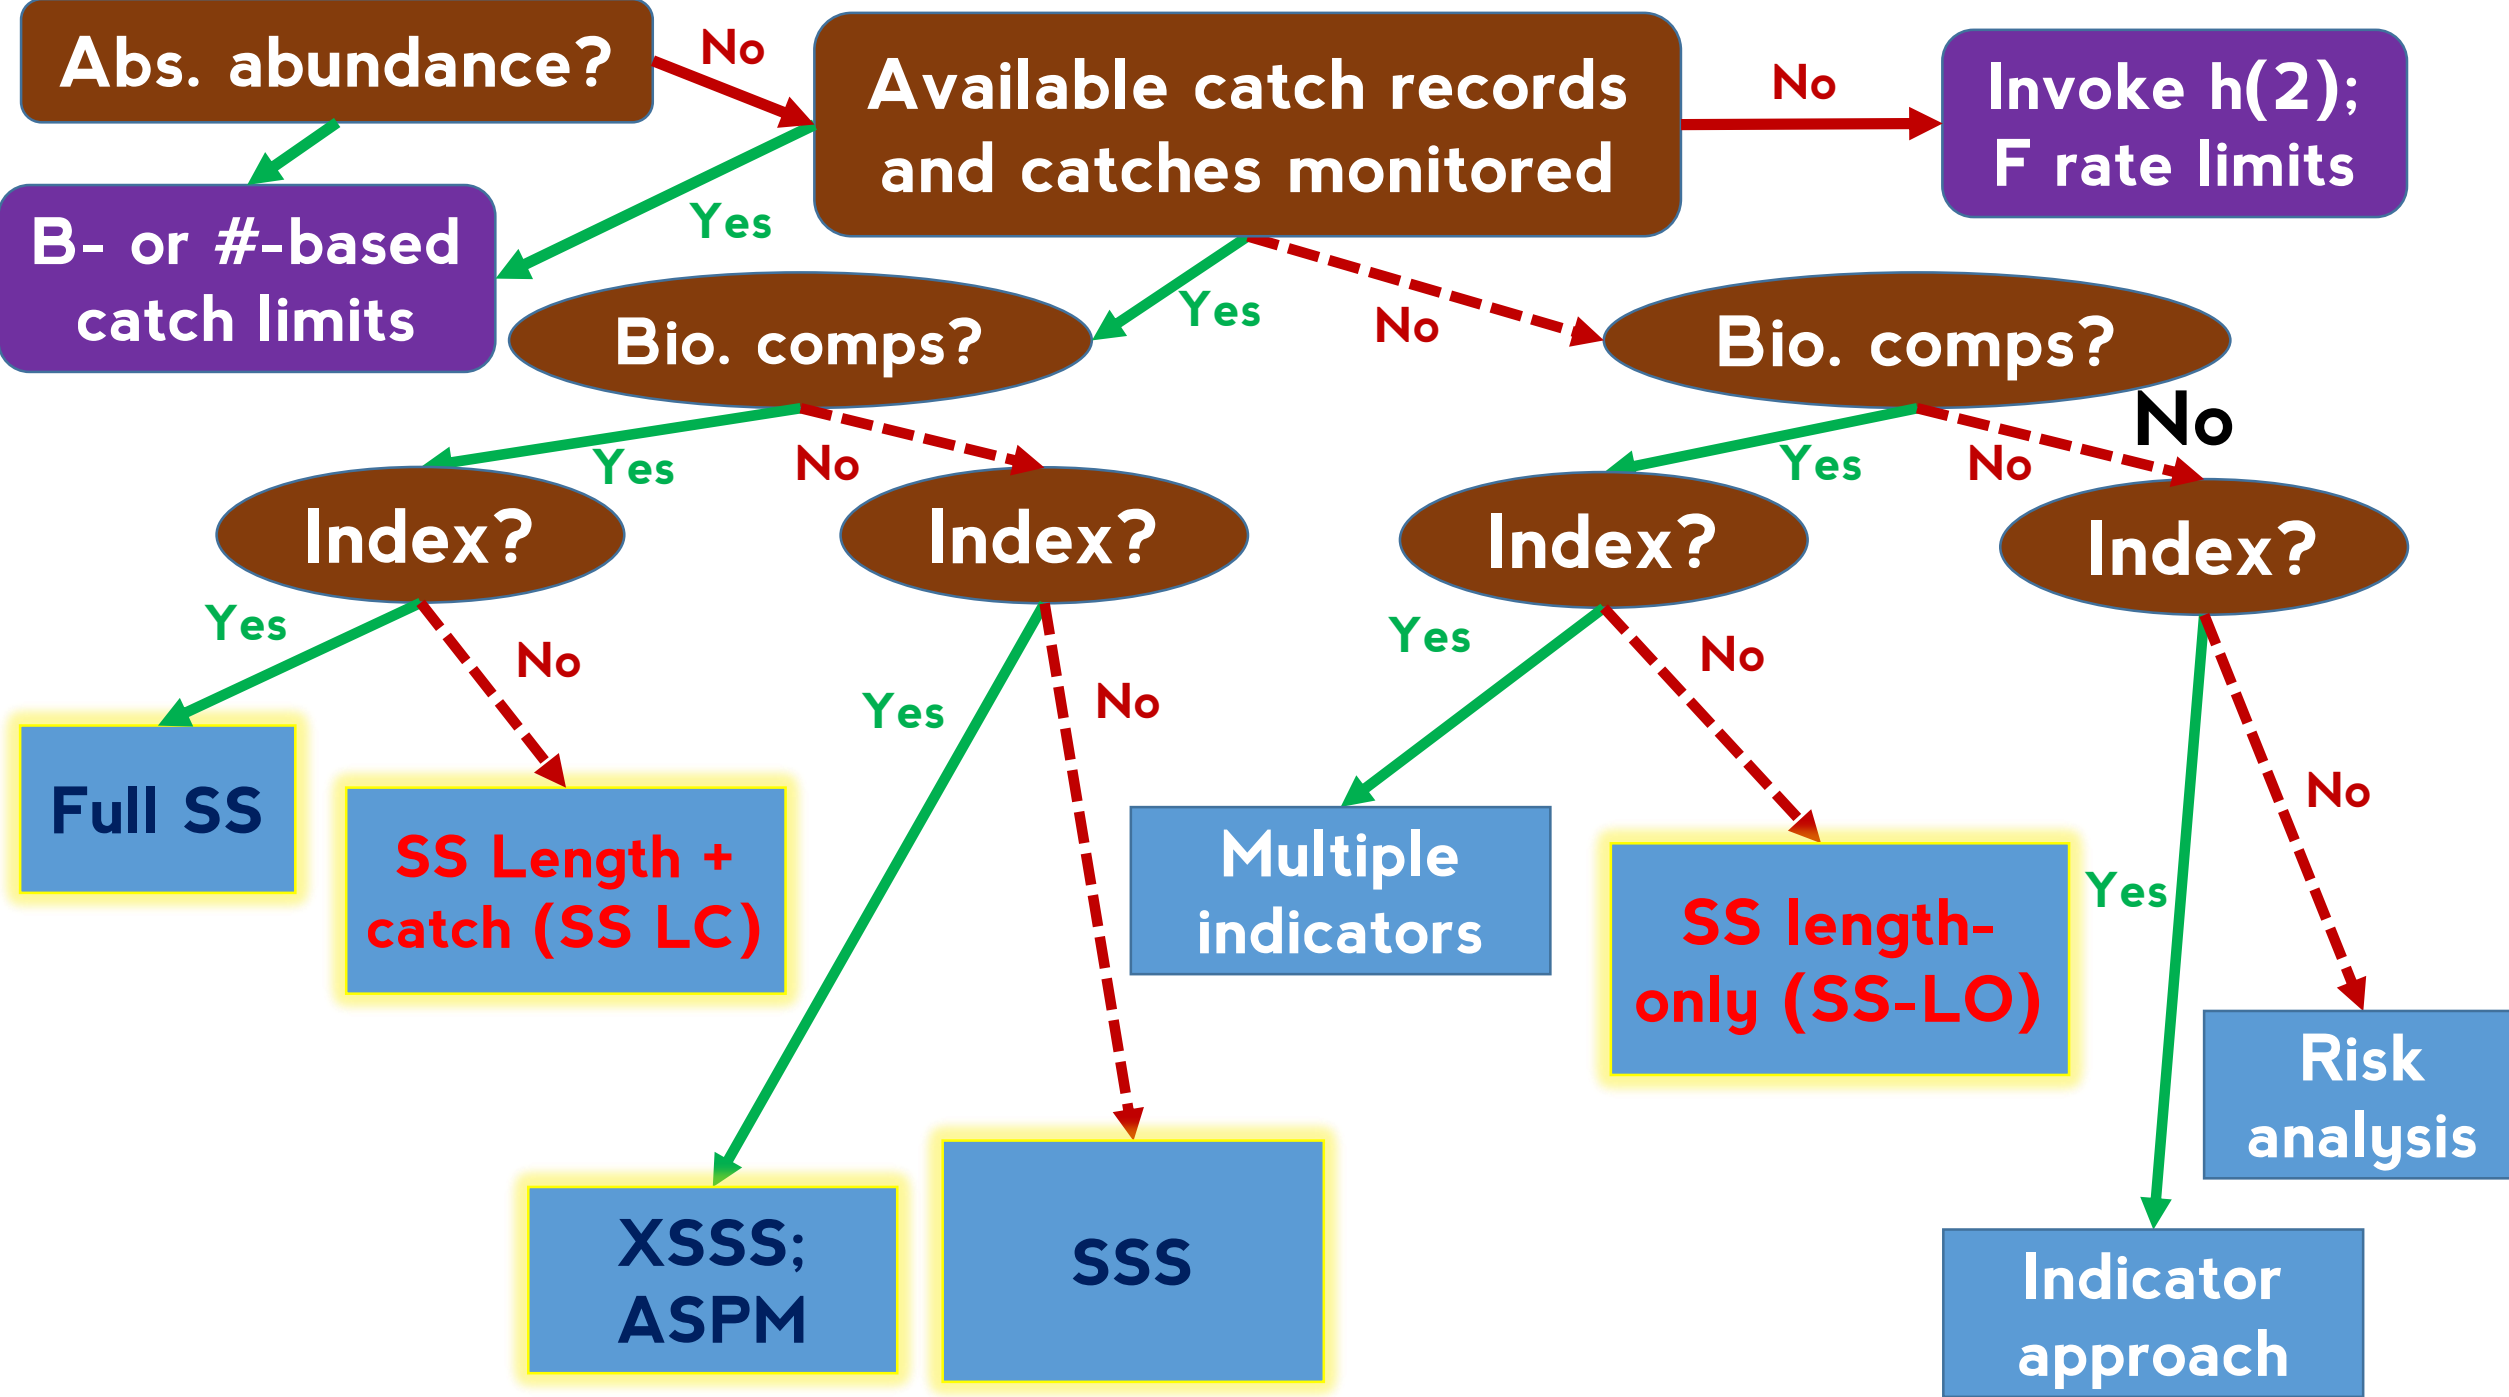 Abs. abundance?
No
Available catch records
and catches monitored
No
Invoke h(2);
F rate limits
B- or #-based
catch limits
Yes
Yes
No
Bio. comps?
Bio. comps?
Yes
No
Yes
No
No
Index?
Index?
Index?
Index?
Yes
No
Yes
No
Yes
No
Yes
No
Full SS
SS Length +
catch (SS LC)
Multiple
indicators
SS length-
only (SS-LO)
Risk
analysis
XSSS;
ASPM
SSS
Indicator
approach